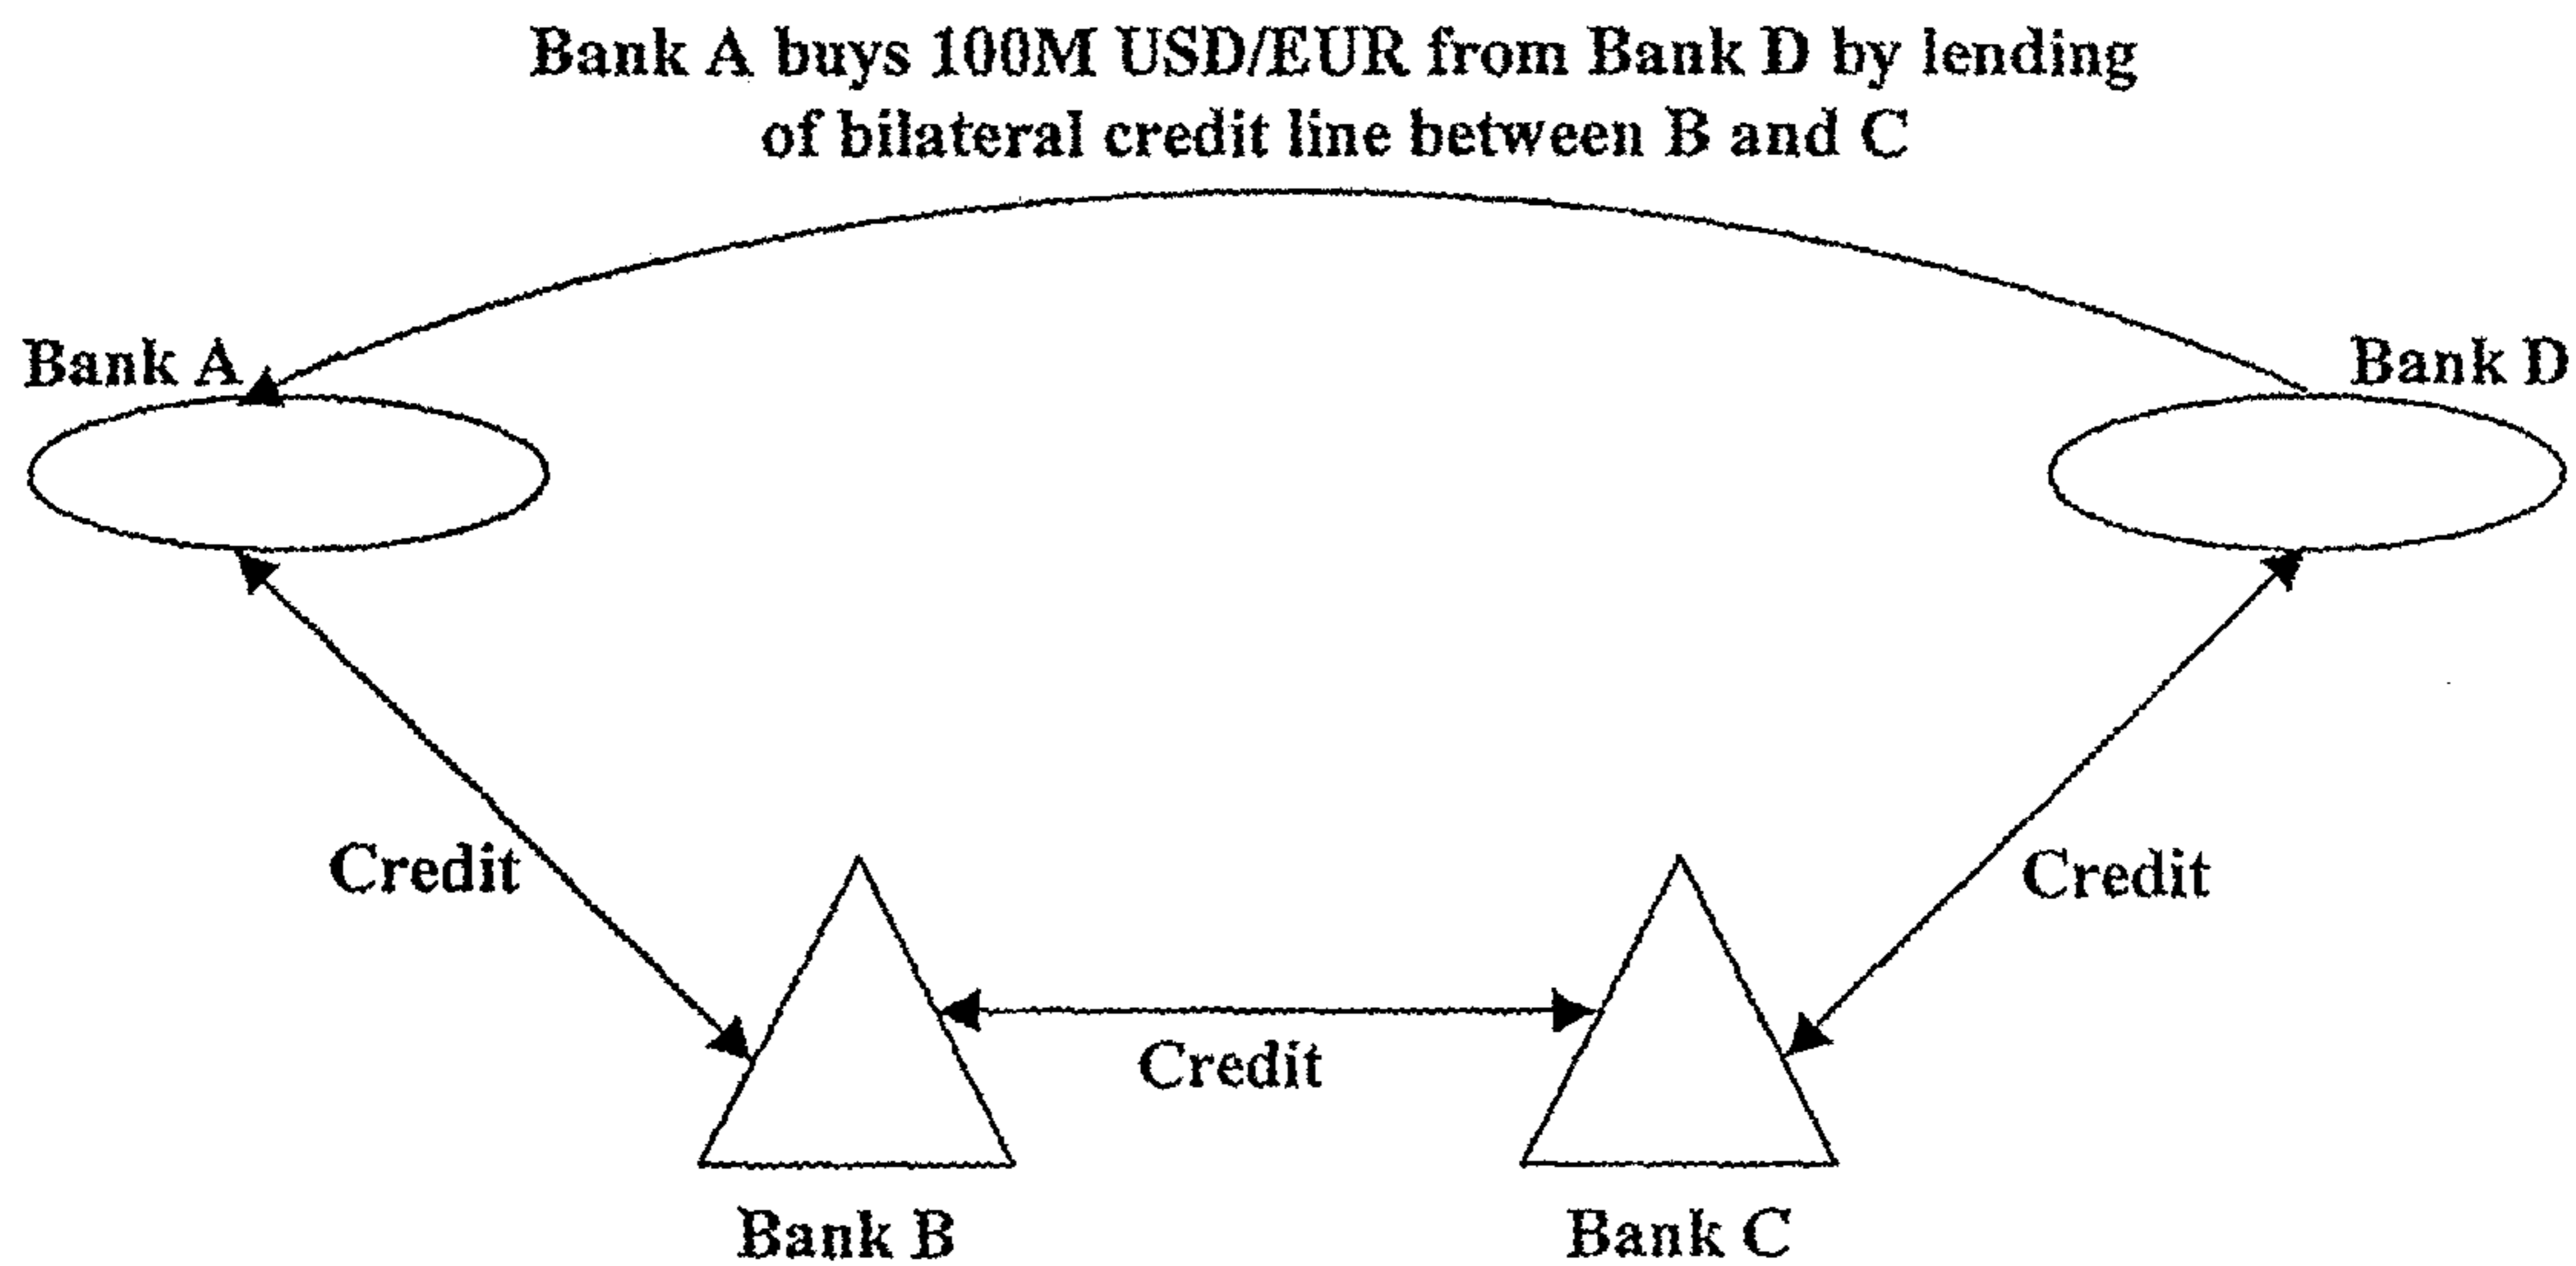 Bank A buys 100M USD/EUR from Bank D by lending
of bilateral credit line between B and C
Bank A
Bank D
Credit
Credit
Credit
Bank B
Bank C